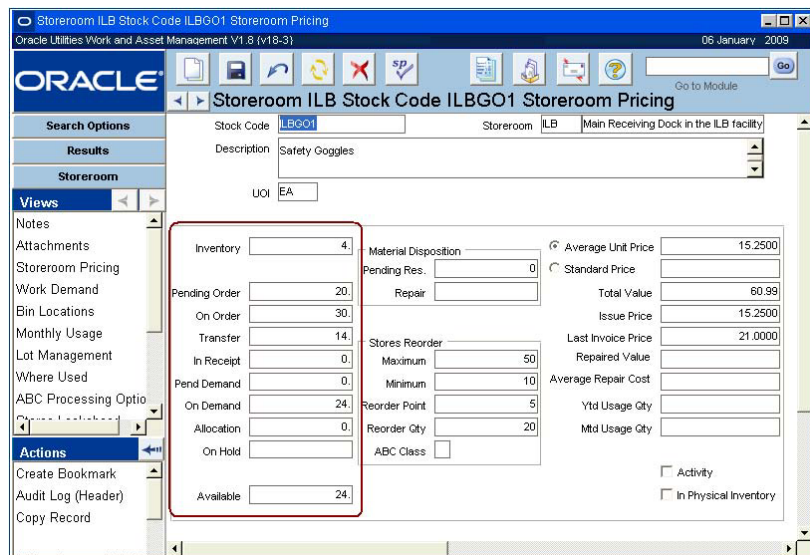 Storeroom ILB Stock Code ILBGO1 Storeroom Pricing
Oracle Utilities Work and Asset Management V1.8 (v18-3) 06 January 2009
ORACLE
sp
Go
Go to Module
Storeroom ILB Stock Code ILBGO1 Storeroom Pricing
Search Options
Results
Storeroom
Views
Notes
Attachments
Storeroom Pricing
Work Demand
Bin Locations
Monthly Usage
Lot Management
Where Used
ABC Processing Optio
Actions
Create Bookmark
Audit Log (Header)
Copy Record
Stock Code ILBGO1 Storeroom ILB Main Receiving Dock in the ILB facility
Description Safety Goggles
UOI EA
Inventory 4.
Pending Order 20.
On Order 30.
Transfer 14.
In Receipt 0.
Pend Demand 0.
On Demand 24.
Allocation 0.
On Hold
Available 24.
Material Disposition
Pending Res. 0
Repair
Stores Reorder
Maximum 50
Minimum 10
Reorder Point 5
Reorder Qty 20
ABC Class
Average Unit Price 15.2500
Standard Price
Total Value 60.99
Issue Price 15.2500
Last Invoice Price 21.0000
Repaired Value
Average Repair Cost
Ytd Usage Qty
Mtd Usage Qty
Activity
In Physical Inventory